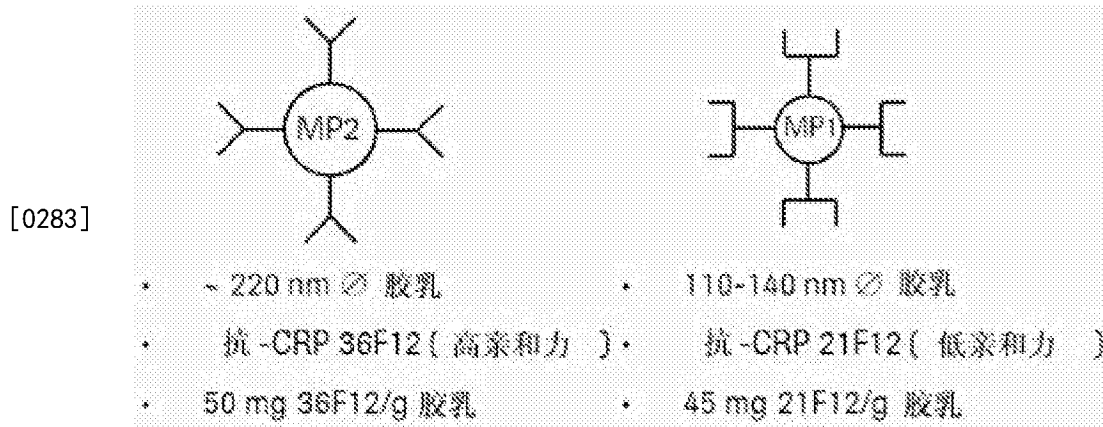 MP2
MP1
[0283]
· ~ 220 nm ∅ 胶乳
· 抗 -CRP 36F12 ( 高亲和力 )
· 50 mg 36F12/g 胶乳
· 110-140 nm ∅ 胶乳
· 抗 -CRP 21F12 ( 低亲和力 )
· 45 mg 21F12/g 胶乳